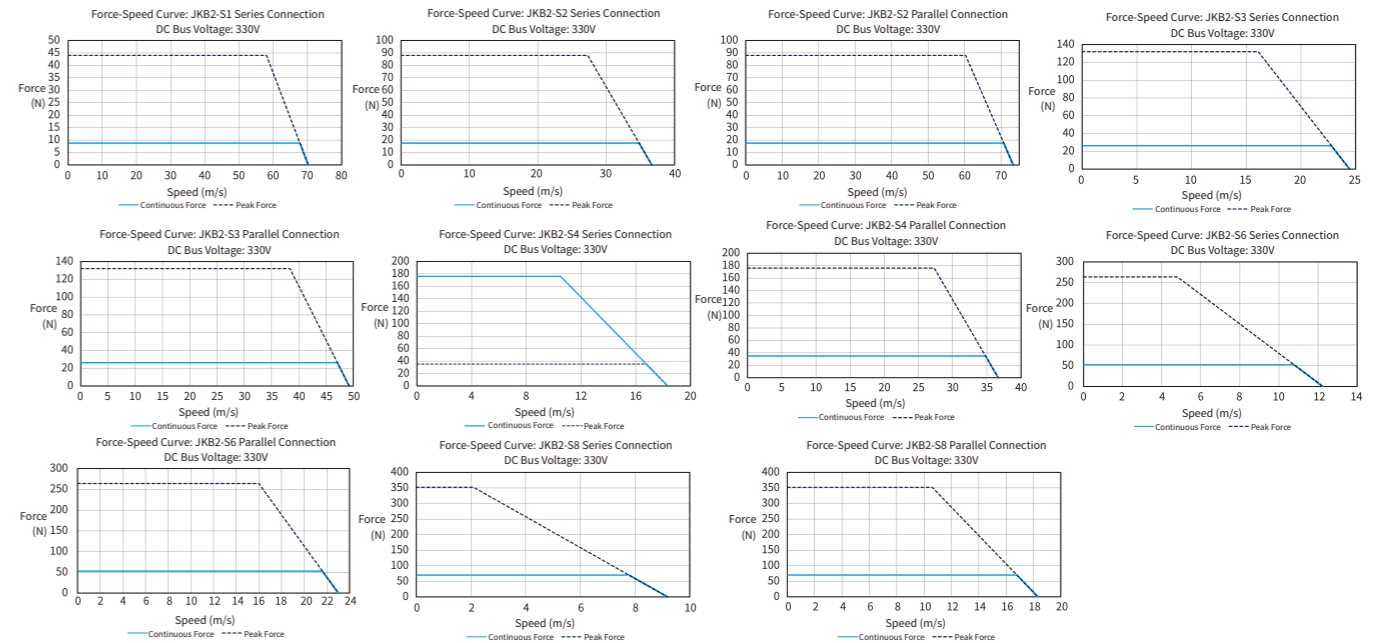 Force-Speed Curve: JKB2-S1 Series Connection
DC Bus Voltage: 330V
50
45
40
35
Force 30
(N) 25
20
15
10
5
0
0 10 20 30 40 50 60 70 80
Speed (m/s)
Continuous Force Peak Force
Force-Speed Curve: JKB2-S2 Series Connection
DC Bus Voltage: 330V
100
90
80
70
Force 60
(N) 50
40
30
20
10
0
0 10 20 30 40
Speed (m/s)
Continuous Force Peak Force
Force-Speed Curve: JKB2-S2 Parallel Connection
DC Bus Voltage: 330V
100
90
80
70
Force 60
(N) 50
40
30
20
10
0
0 10 20 30 40 50 60 70
Speed (m/s)
Continuous Force Peak Force
Force-Speed Curve: JKB2-S3 Series Connection
DC Bus Voltage: 330V
140
120
100
Force 80
(N) 60
40
20
0
0 5 10 15 20 25
Speed (m/s)
Continuous Force Peak Force
Force-Speed Curve: JKB2-S3 Parallel Connection
DC Bus Voltage: 330V
140
120
100
Force 80
(N) 60
40
20
0
0 5 10 15 20 25 30 35 40 45 50
Speed (m/s)
Continuous Force Peak Force
Force-Speed Curve: JKB2-S4 Series Connection
DC Bus Voltage: 330V
200
180
160
140
Force 120
(N) 100
80
60
40
20
0
0 4 8 12 16 20
Speed (m/s)
Continuous Force Peak Force
Force-Speed Curve: JKB2-S4 Parallel Connection
DC Bus Voltage: 330V
200
180
160
140
Force 120
(N) 100
80
60
40
20
0
0 5 10 15 20 25 30 35 40
Speed (m/s)
Continuous Force Peak Force
Force-Speed Curve: JKB2-S6 Series Connection
DC Bus Voltage: 330V
300
250
200
Force
(N) 150
100
50
0
0 2 4 6 8 10 12 14
Speed (m/s)
Continuous Force Peak Force
Force-Speed Curve: JKB2-S6 Parallel Connection
DC Bus Voltage: 330V
300
250
200
Force
(N) 150
100
50
0
0 2 4 6 8 10 12 14 16 18 20 22 24
Speed (m/s)
Continuous Force Peak Force
Force-Speed Curve: JKB2-S8 Series Connection
DC Bus Voltage: 330V
400
350
300
Force 250
(N) 200
150
100
50
0
0 2 4 6 8 10
Speed (m/s)
Continuous Force Peak Force
Force-Speed Curve: JKB2-S8 Parallel Connection
DC Bus Voltage: 330V
400
350
300
Force 250
(N) 200
150
100
50
0
0 2 4 6 8 10 12 14 16 18 20
Speed (m/s)
Continuous Force Peak Force